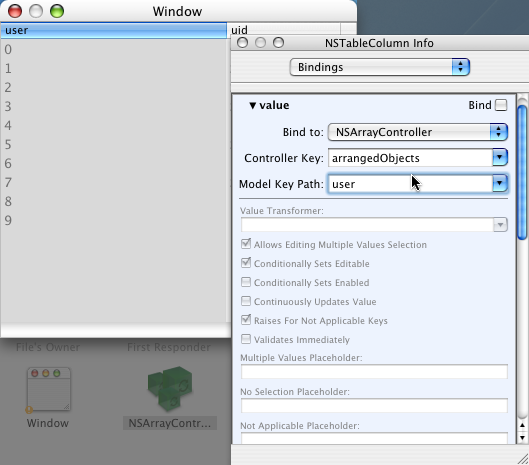 Window
user uid
0
1
2
3
4
5
6
7
8
9
NSTableColumn Info
Bindings
▼ value Bind
Bind to: NSArrayController
Controller Key: arrangedObjects
Model Key Path: user
Value Transformer:
Allows Editing Multiple Values Selection
Conditionally Sets Editable
Conditionally Sets Enabled
Continuously Updates Value
Raises For Not Applicable Keys
Validates Immediately
Multiple Values Placeholder:
No Selection Placeholder:
Not Applicable Placeholder:
File's Owner First Responder
Window NSArrayContr...